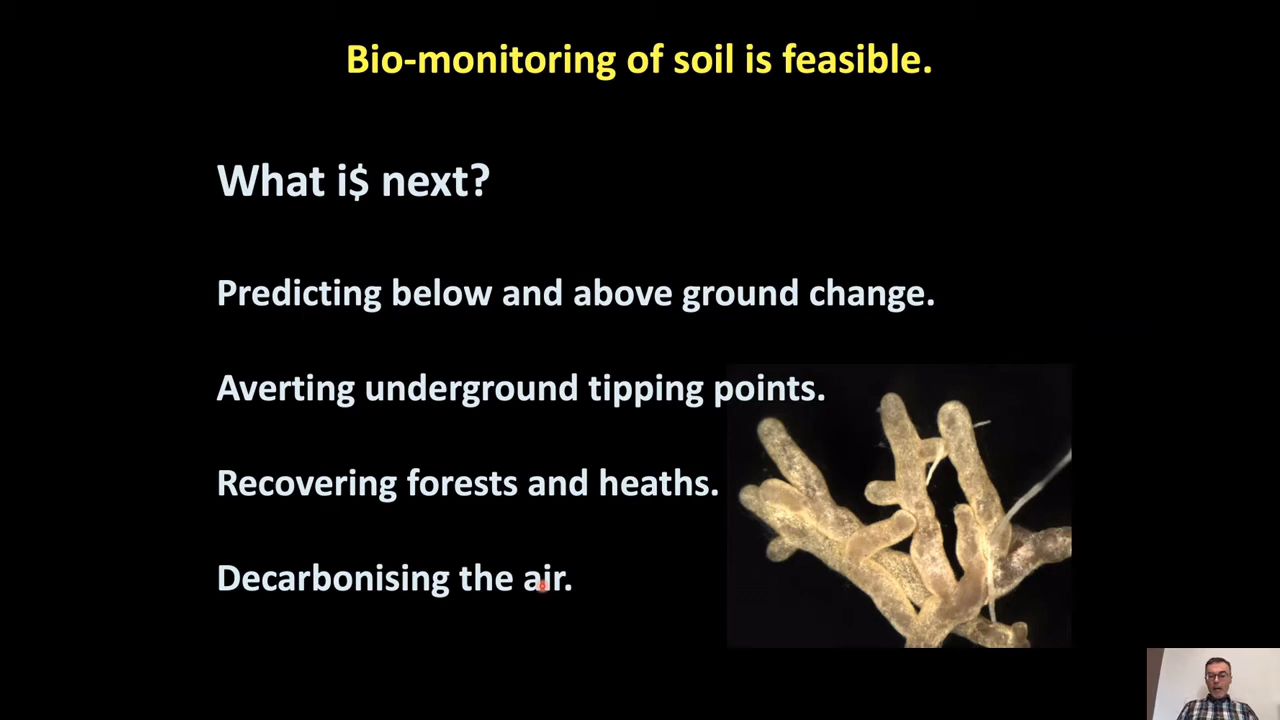 Bio-monitoring of soil is feasible.
What i$ next?
Predicting below and above ground change.
Averting underground tipping points.
Recovering forests and heaths.
Decarbonising the air.